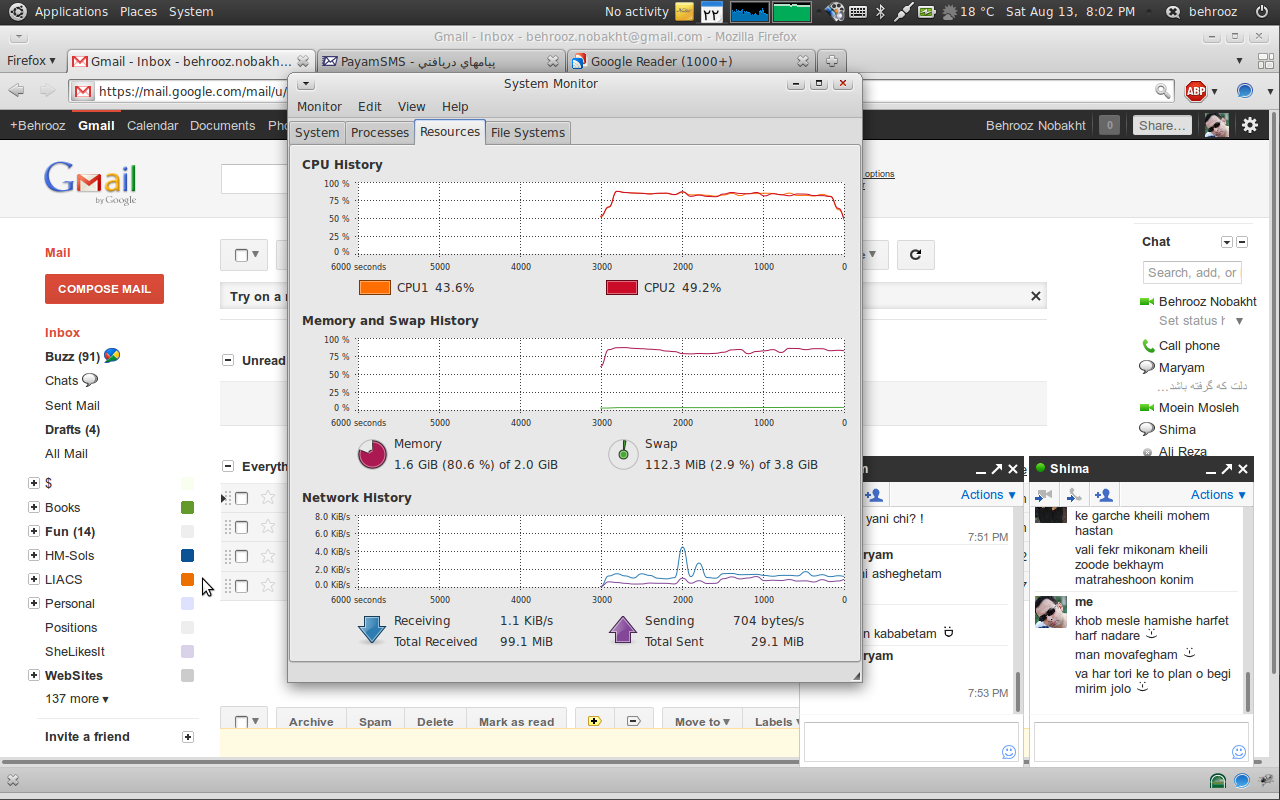 Applications Places System
No activity ۲۲ 18 °C Sat Aug 13, 8:02 PM behrooz
Gmail - Inbox - behrooz.nobakht@gmail.com - Mozilla Firefox
Firefox ▾ Gmail - Inbox - behrooz.nobakh... PayamSMS - پيامهاي دريافتي Google Reader (1000+)
https://mail.google.com/mail/u/ ABP
+Behrooz Gmail Calendar Documents Behrooz Nobakht 0 Share...
Gmail
by Google
options
Mail
COMPOSE MAIL
Inbox
Buzz (91)
Chats
Sent Mail
Drafts (4)
All Mail
$
Books
Fun (14)
HM-Sols
LIACS
Personal
Positions
SheLikesIt
WebSites
137 more ▾
Invite a friend
Try on a
Unread
Everyth
Archive Spam Delete Mark as read Move to ▾ Labels
System Monitor
Monitor Edit View Help
System Processes Resources File Systems
CPU History
100 %
75 %
50 %
25 %
0 %
6000 seconds 5000 4000 3000 2000 1000 0
CPU1 43.6% CPU2 49.2%
Memory and Swap History
100 %
75 %
50 %
25 %
0 %
6000 seconds 5000 4000 3000 2000 1000 0
Memory
1.6 GiB (80.6 %) of 2.0 GiB
Swap
112.3 MiB (2.9 %) of 3.8 GiB
Network History
8.0 KiB/s
6.0 KiB/s
4.0 KiB/s
2.0 KiB/s
0.0 KiB/s
6000 seconds 5000 4000 3000 2000 1000 0
Receiving 1.1 KiB/s
Total Received 99.1 MiB
Sending 704 bytes/s
Total Sent 29.1 MiB
Chat
Search, add, or
Behrooz Nobakht
Set status
Call phone
Maryam
دلت که گرفته باشد...
Moein Mosleh
Shima
Ali Reza
Actions ▾
yani chi? !
7:51 PM
asheghetam
kababetam
7:53 PM
Shima
Actions ▾
ke garche kheili mohem
hastan
vali fekr mikonam kheili
zoode bekhaym
matraheshoon konim
me
khob mesle hamishe harfet
harf nadare
man movafegham
va har tori ke to plan o begi
mirim jolo